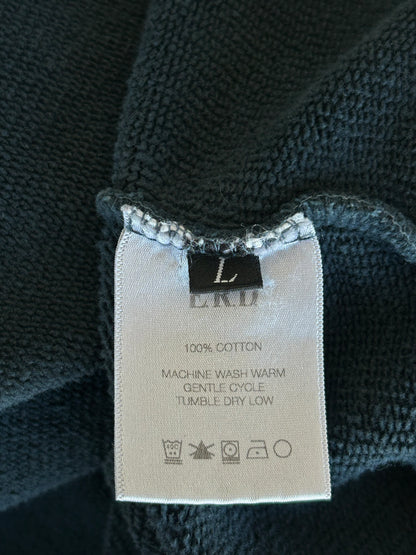 L
ERD
100% COTTON
MACHINE WASH WARM
GENTLE CYCLE
TUMBLE DRY LOW